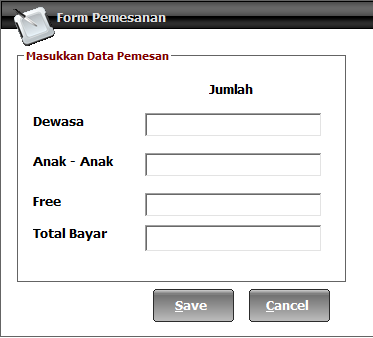 Form Pemesanan
Masukkan Data Pemesan
Jumlah
Dewasa
Anak - Anak
Free
Total Bayar
Save Cancel